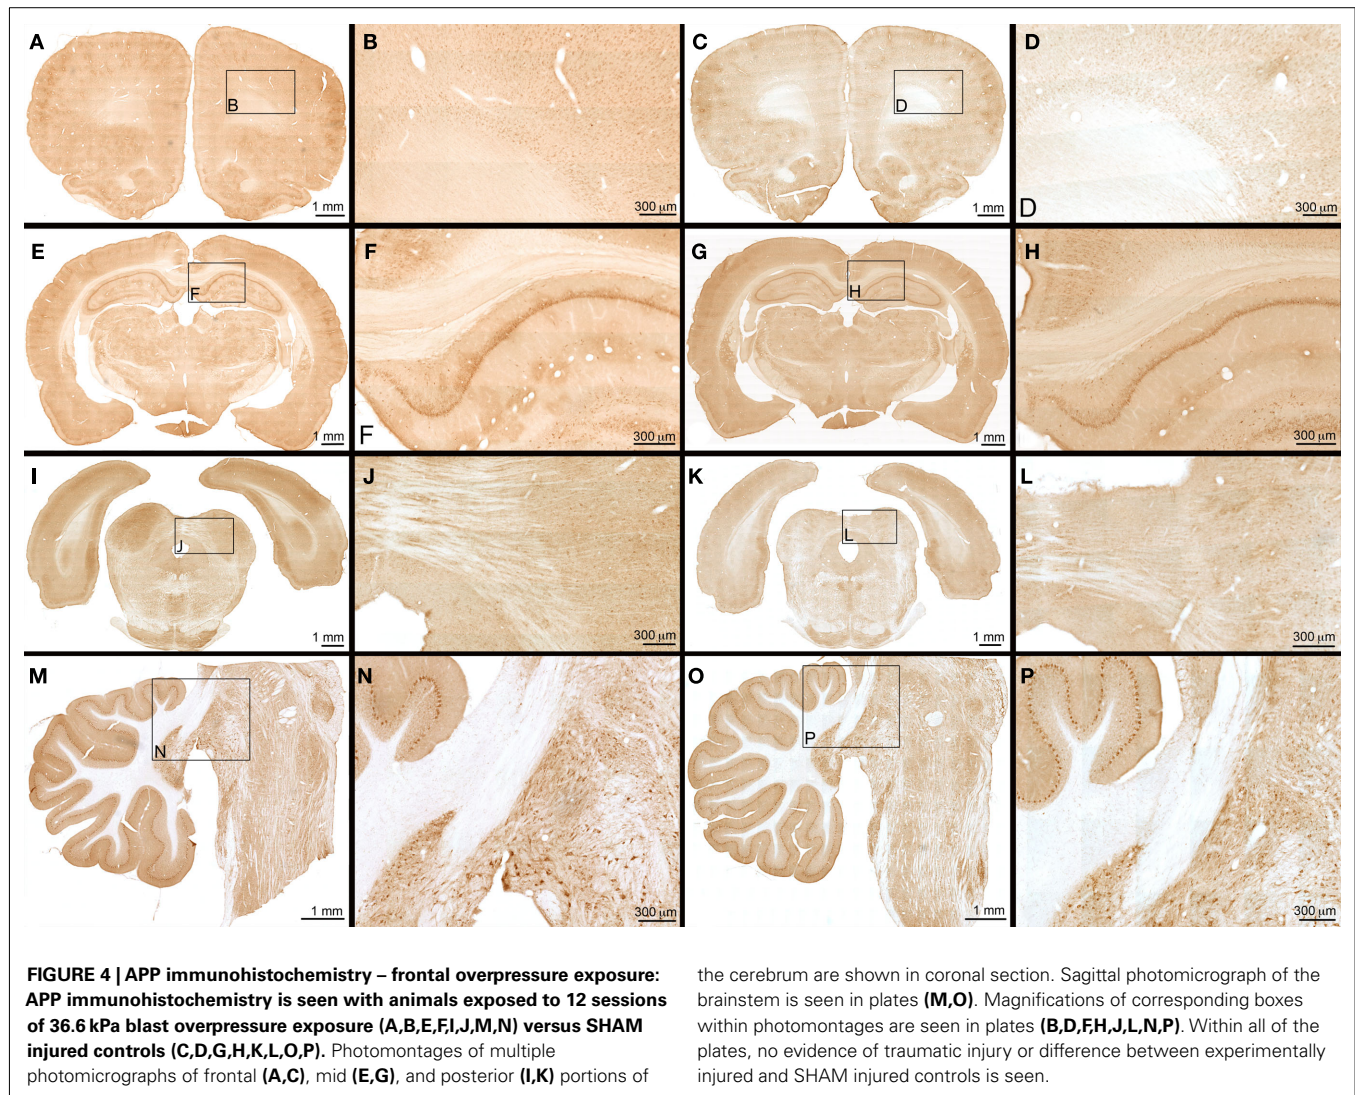 A
B
1 mm
B
300 µm
C
D
1 mm
D
D
300 µm
E
F
1 mm
F
F
300 µm
G
H
1 mm
H
300 µm
I
J
1 mm
J
300 µm
K
L
1 mm
L
300 µm
M
N
1 mm
N
300 µm
O
P
1 mm
P
300 µm
FIGURE 4 | APP immunohistochemistry – frontal overpressure exposure:
APP immunohistochemistry is seen with animals exposed to 12 sessions
of 36.6 kPa blast overpressure exposure (A,B,E,F,I,J,M,N) versus SHAM
injured controls (C,D,G,H,K,L,O,P). Photomontages of multiple
photomicrographs of frontal (A,C), mid (E,G), and posterior (I,K) portions of
the cerebrum are shown in coronal section. Sagittal photomicrograph of the
brainstem is seen in plates (M,O). Magnifications of corresponding boxes
within photomontages are seen in plates (B,D,F,H,J,L,N,P). Within all of the
plates, no evidence of traumatic injury or difference between experimentally
injured and SHAM injured controls is seen.